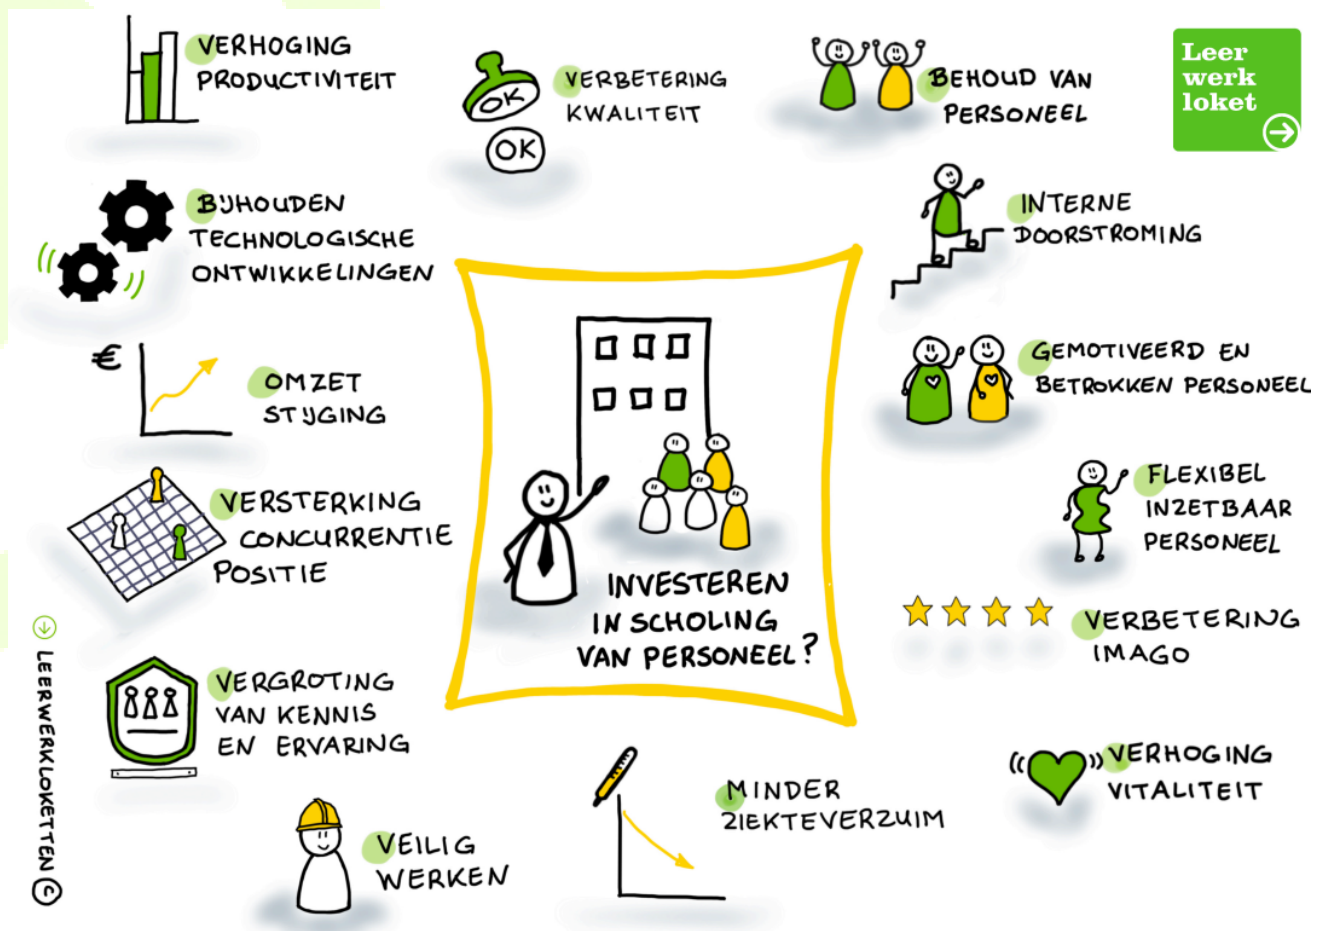 VERHOGING
PRODUCTIVITEIT
VERBETERING
KWALITEIT
OK
OK
BEHOUD VAN
PERSONEEL
Leer
werk
loket
BIJHOUDEN
TECHNOLOGISCHE
ONTWIKKELINGEN
INTERNE
DOORSTROMING
€
OMZET
STIJGING
GEMOTIVEERD EN
BETROKKEN PERSONEEL
VERSTERKING
CONCURRENTIE
POSITIE
FLEXIBEL
INZETBAAR
PERSONEEL
INVESTEREN
IN SCHOLING
VAN PERSONEEL?
VERBETERING
IMAGO
VERGROTING
VAN KENNIS
EN ERVARING
VERHOGING
VITALITEIT
MINDER
ZIEKTEVERZUIM
VEILIG
WERKEN
LEERWERKLOKETTEN ©